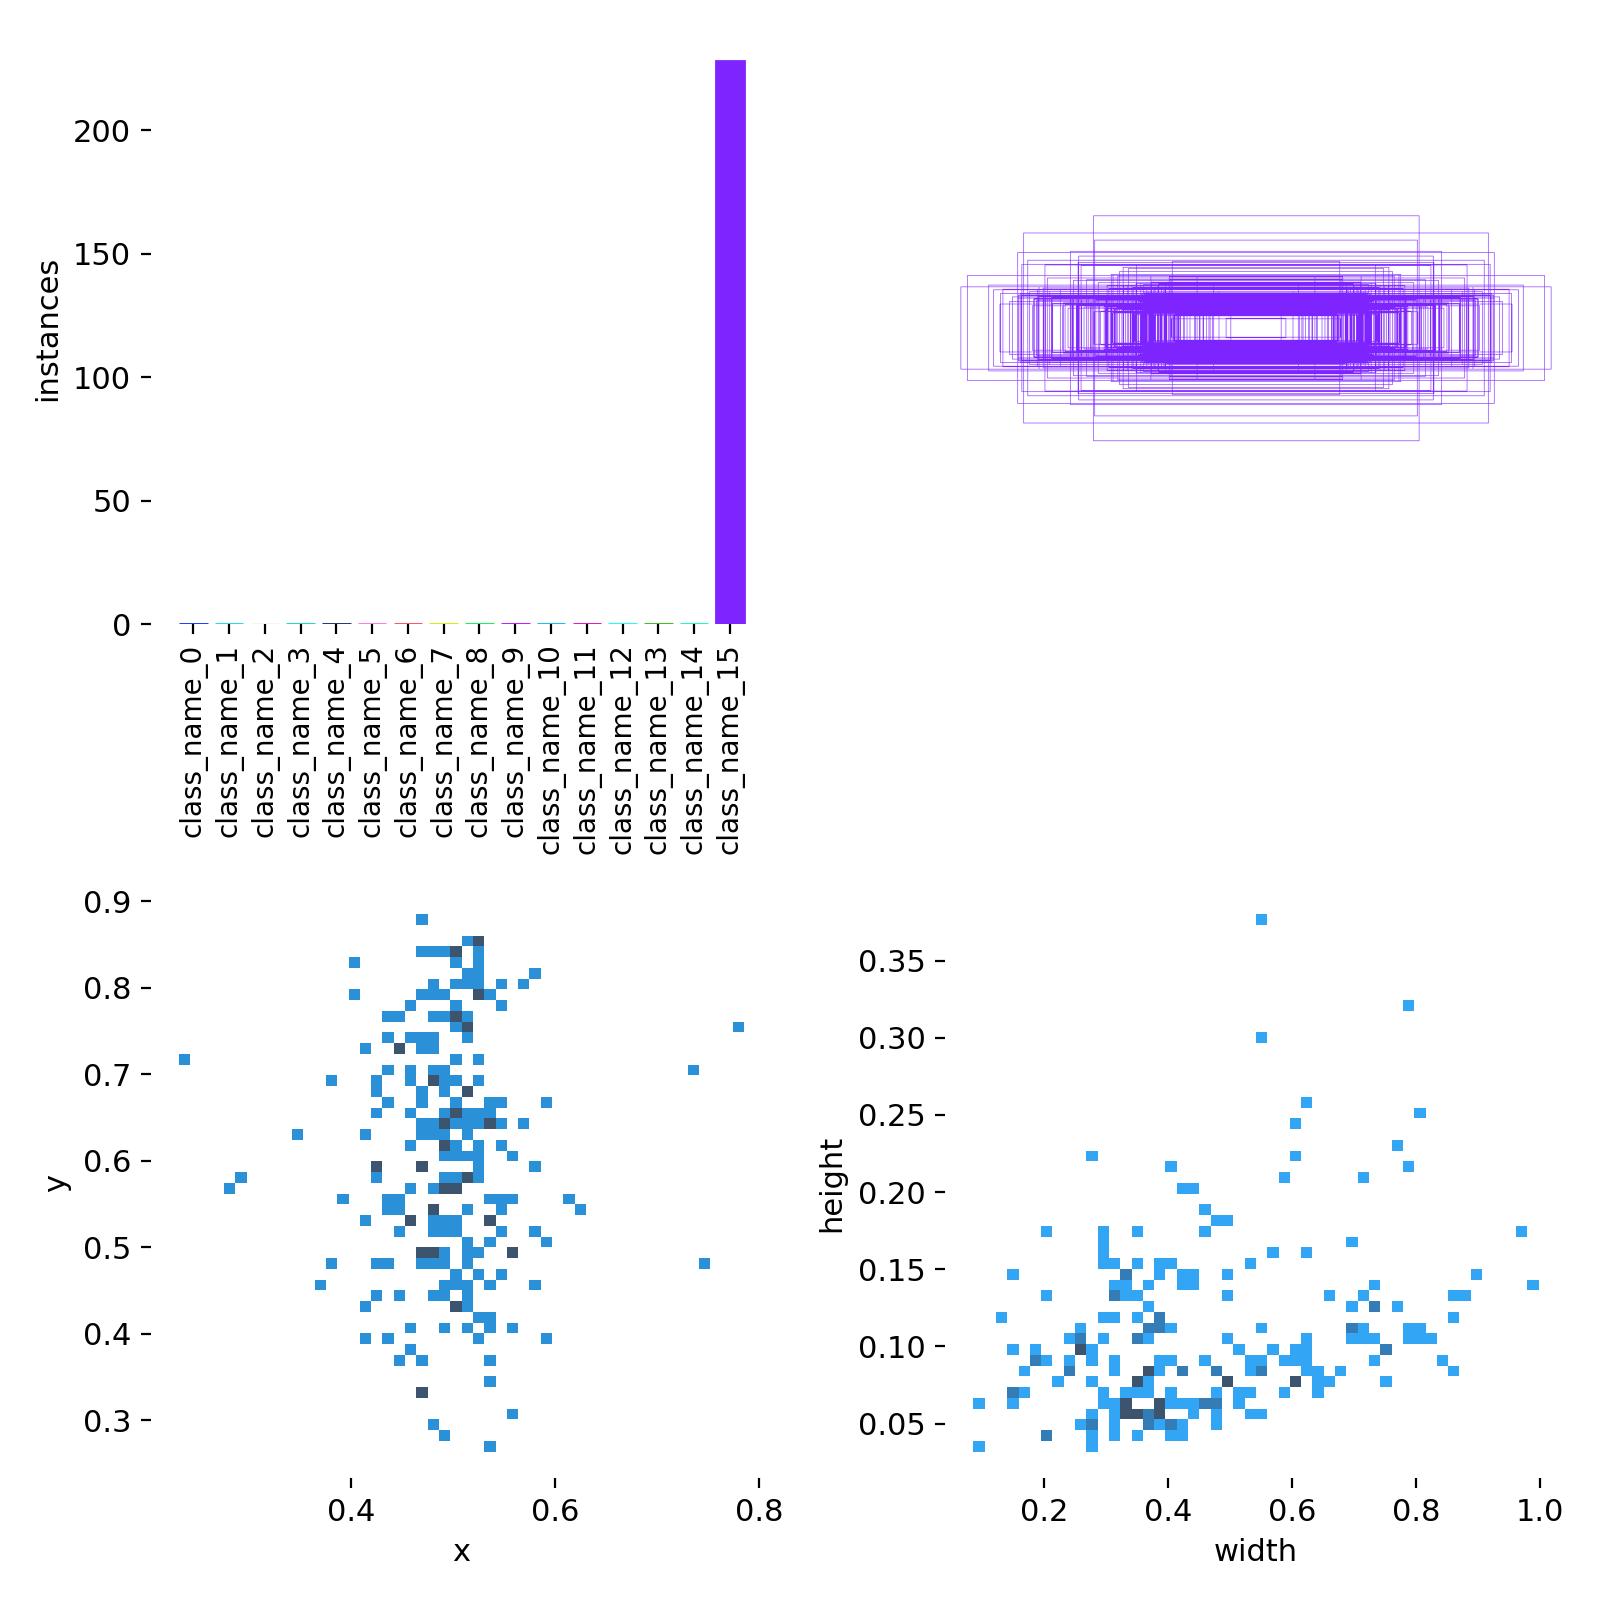 200
150
100
50
0
instances
class_name_0
class_name_1
class_name_2
class_name_3
class_name_4
class_name_5
class_name_6
class_name_7
class_name_8
class_name_9
class_name_10
class_name_11
class_name_12
class_name_13
class_name_14
class_name_15
0.9
0.8
0.7
0.6
0.5
0.4
0.3
y
0.4 0.6 0.8
x
0.35
0.30
0.25
0.20
0.15
0.10
0.05
height
0.2 0.4 0.6 0.8 1.0
width